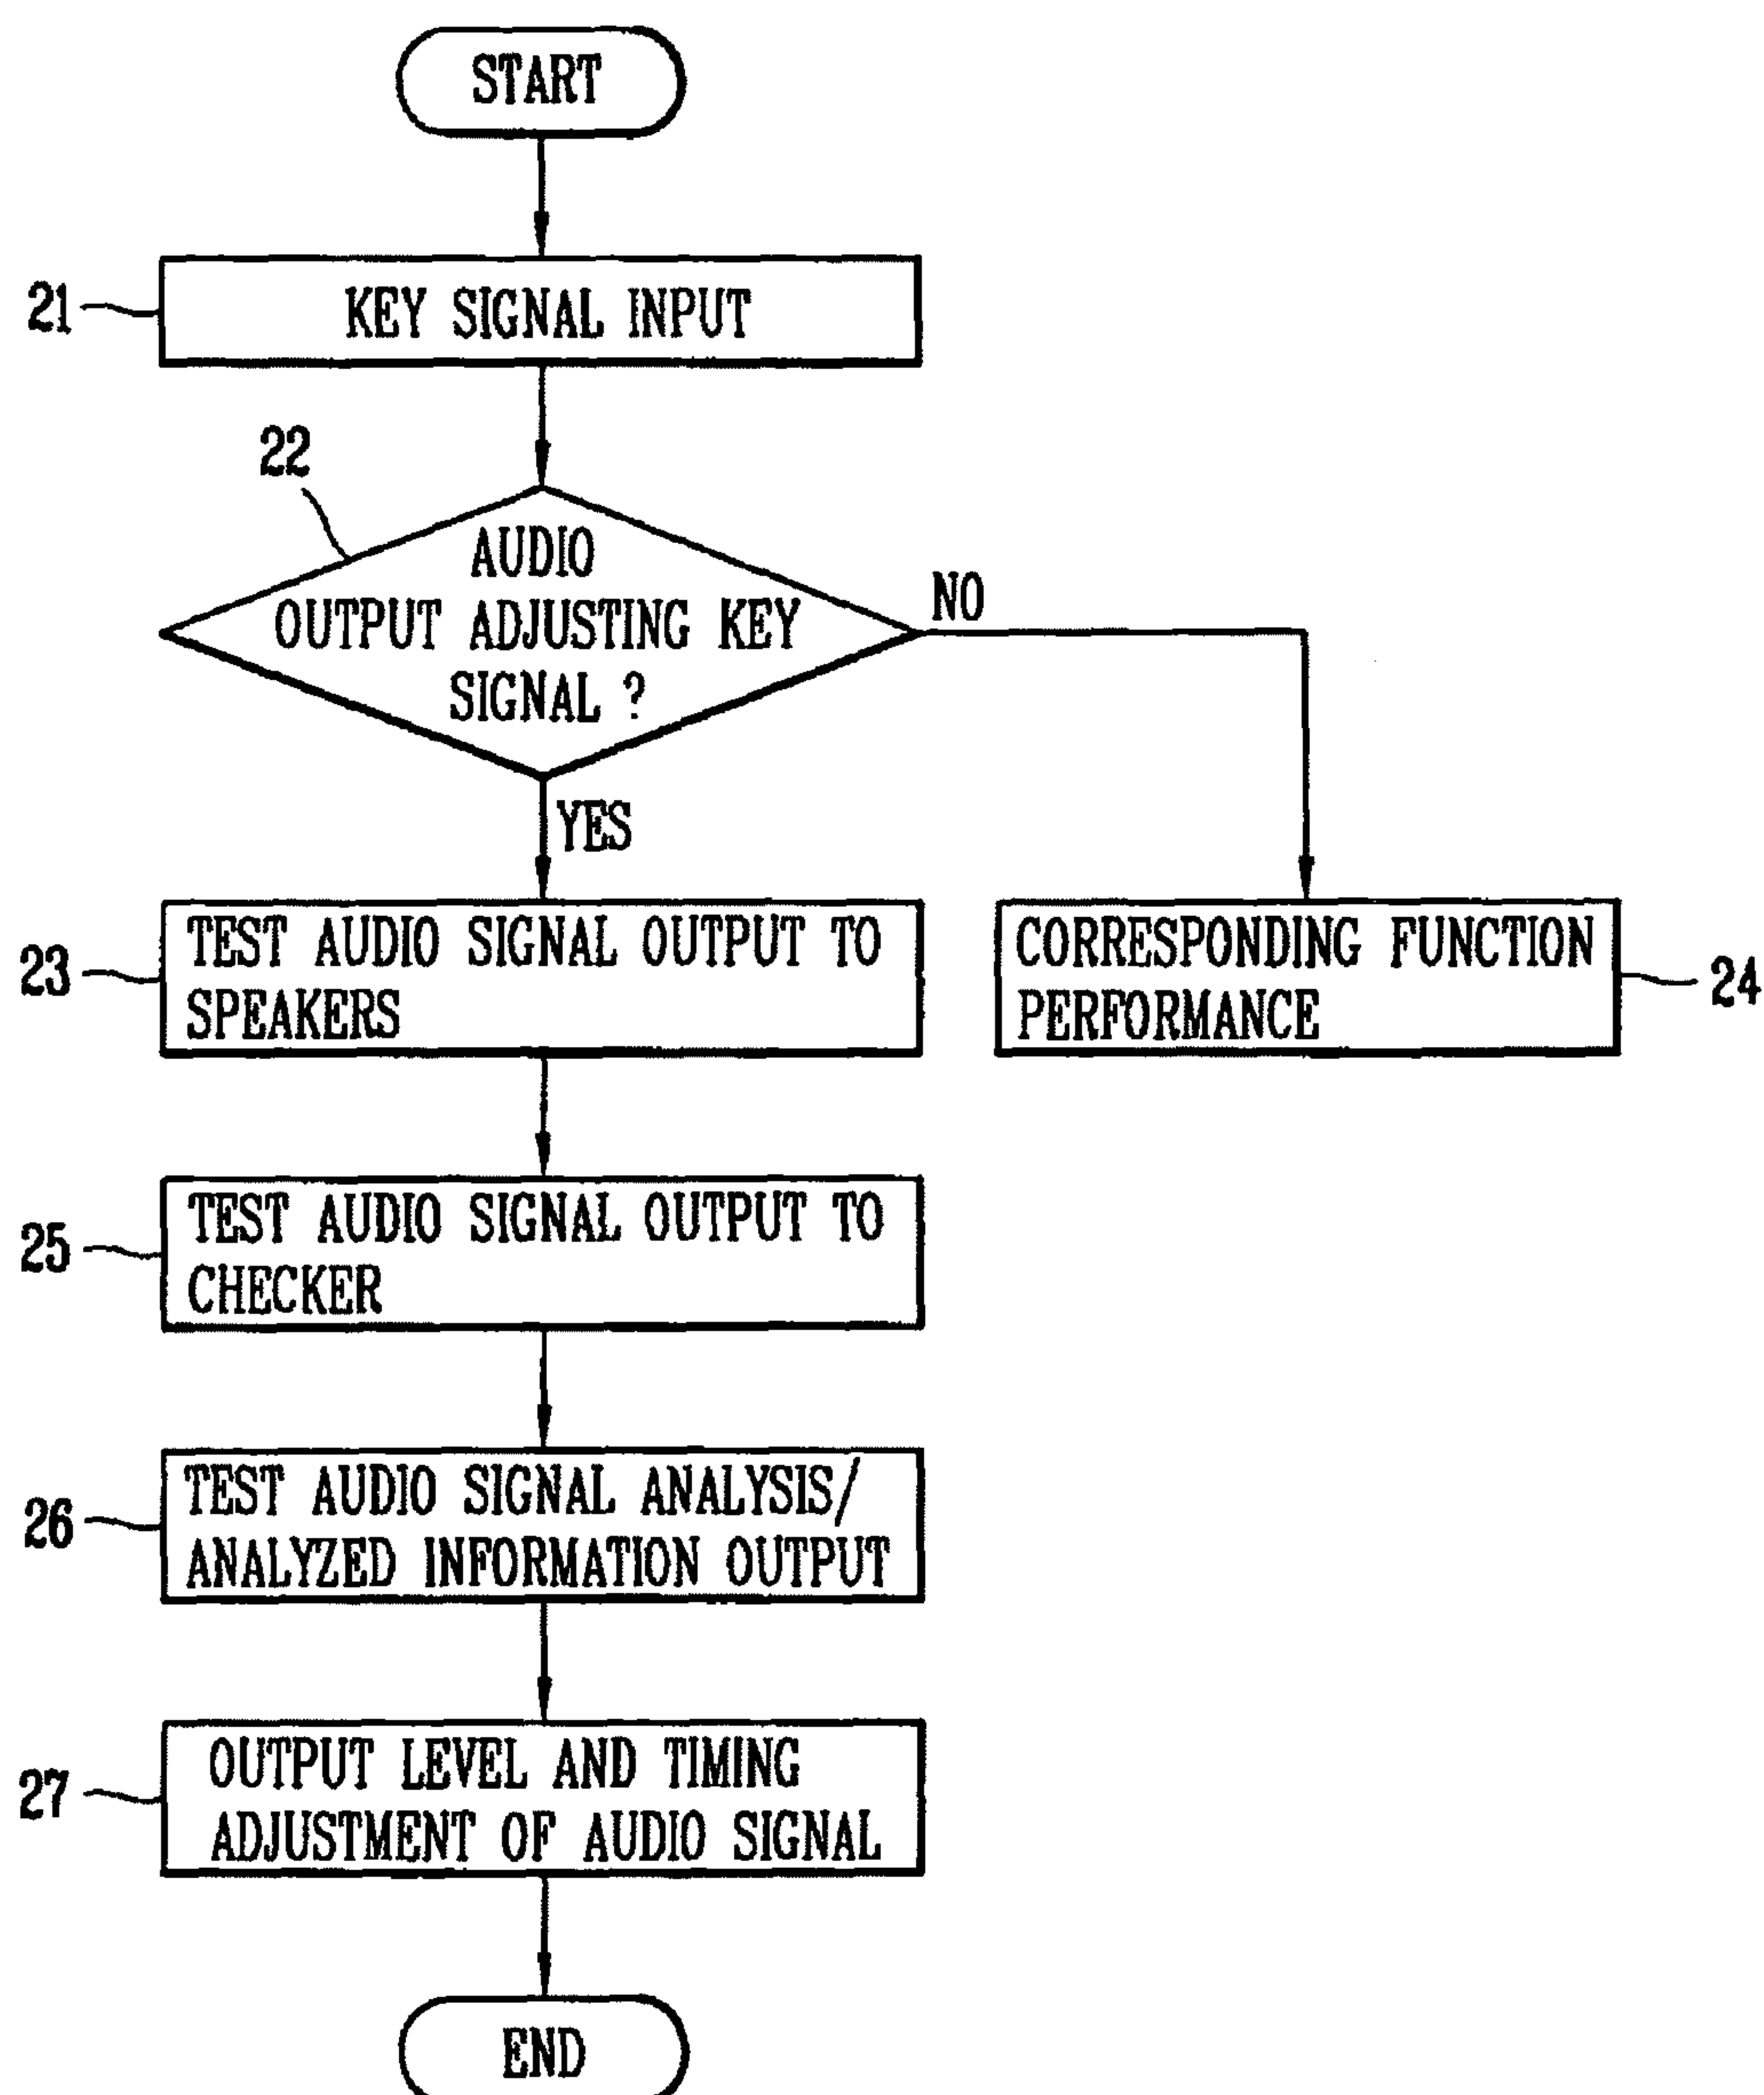 START
21
KEY SIGNAL INPUT
22
AUDIO
OUTPUT ADJUSTING KEY
SIGNAL ?
NO
YES
23
TEST AUDIO SIGNAL OUTPUT TO
SPEAKERS
CORRESPONDING FUNCTION
PERFORMANCE
24
25
TEST AUDIO SIGNAL OUTPUT TO
CHECKER
26
TEST AUDIO SIGNAL ANALYSIS/
ANALYZED INFORMATION OUTPUT
27
OUTPUT LEVEL AND TIMING
ADJUSTMENT OF AUDIO SIGNAL
END